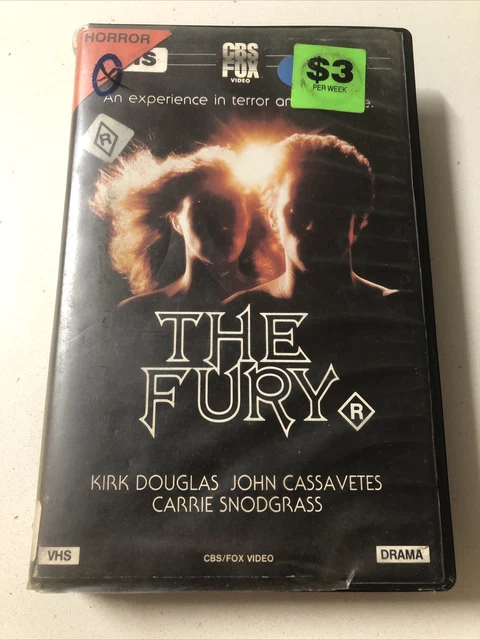 HORROR
CBS
FOX
VIDEO
$3
PER WEEK
An experience in terror
R
THE
FURY
R
KIRK DOUGLAS JOHN CASSAVETES
CARRIE SNODGRASS
VHS
CBS/FOX VIDEO
DRAMA